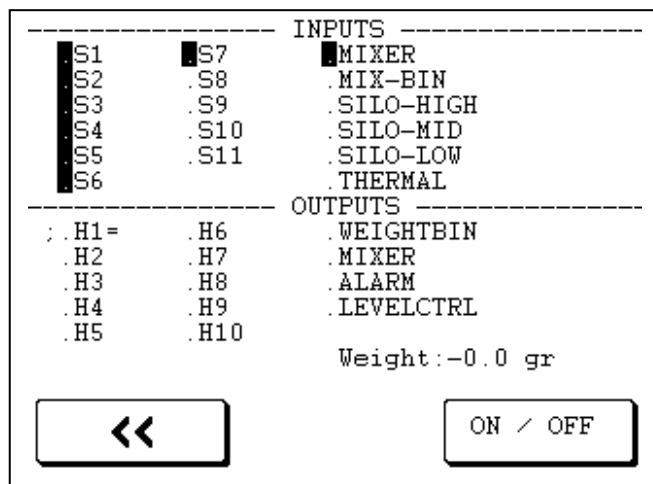 ---------------- INPUTS ----------------
.S1 .S7 .MIXER
.S2 .S8 .MIX-BIN
.S3 .S9 .SILO-HIGH
.S4 .S10 .SILO-MID
.S5 .S11 .SILO-LOW
.S6 .THERMAL
---------------- OUTPUTS ---------------
; .H1= .H6 .WEIGHTBIN
.H2 .H7 .MIXER
.H3 .H8 .ALARM
.H4 .H9 .LEVELCTRL
.H5 .H10
Weight:-0.0 gr
<< ON / OFF